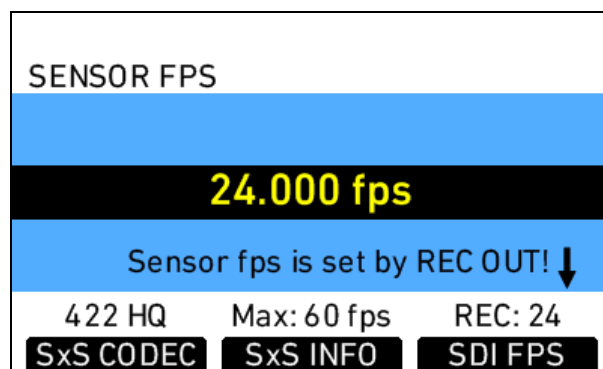 SENSOR FPS
24.000 fps
Sensor fps is set by REC OUT!
422 HQ Max: 60 fps REC: 24
SxS CODEC SxS INFO SDI FPS